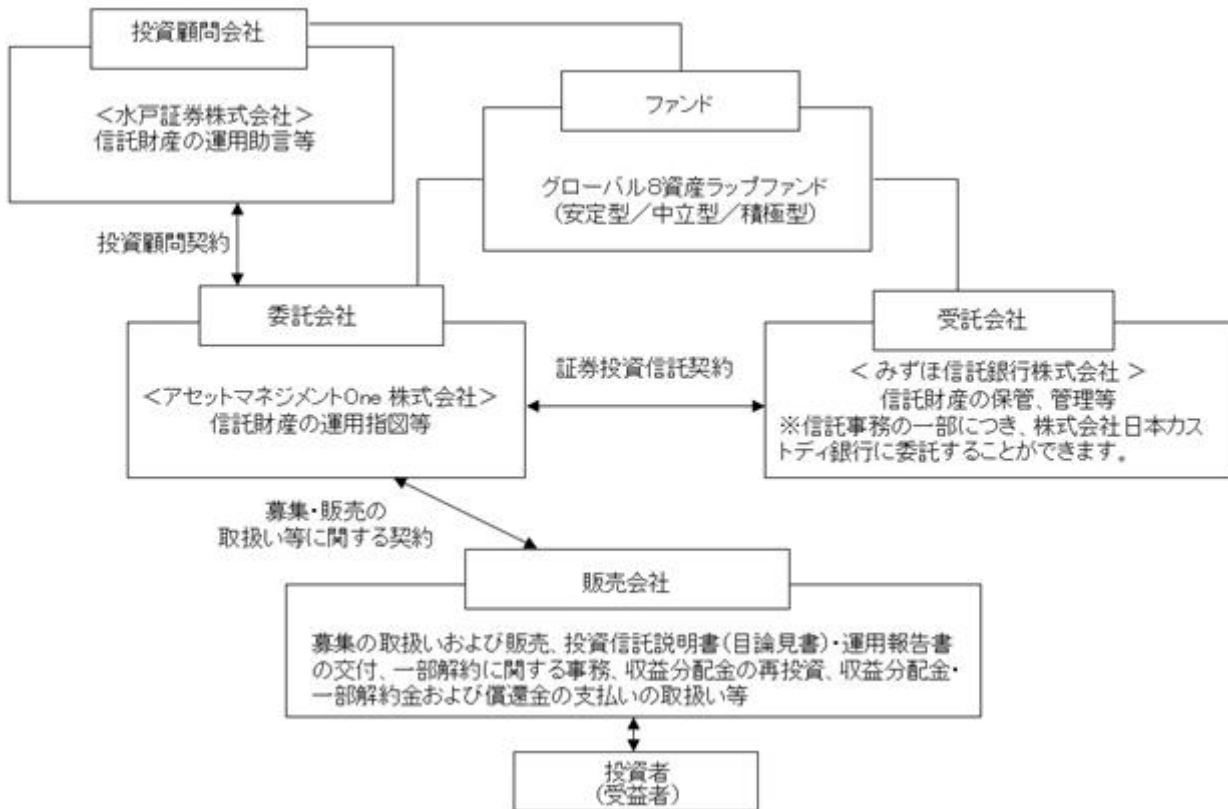 投資顧問会社
＜水戸証券株式会社＞
信託財産の運用助言等
ファンド
グローバル8資産ラップファンド
(安定型／中立型／積極型)
投資顧問契約
委託会社
＜アセットマネジメントOne 株式会社＞
信託財産の運用指図等
証券投資信託契約
受託会社
＜ みずほ信託銀行株式会社 ＞
信託財産の保管、管理等
※信託事務の一部につき、株式会社日本カス
トディ銀行に委託することができます。
募集・販売の
取扱い等に関する契約
販売会社
募集の取扱いおよび販売、投資信託説明書(目論見書)・運用報告書
の交付、一部解約に関する事務、収益分配金の再投資、収益分配金・
一部解約金および償還金の支払いの取扱い等
投資者
(受益者)